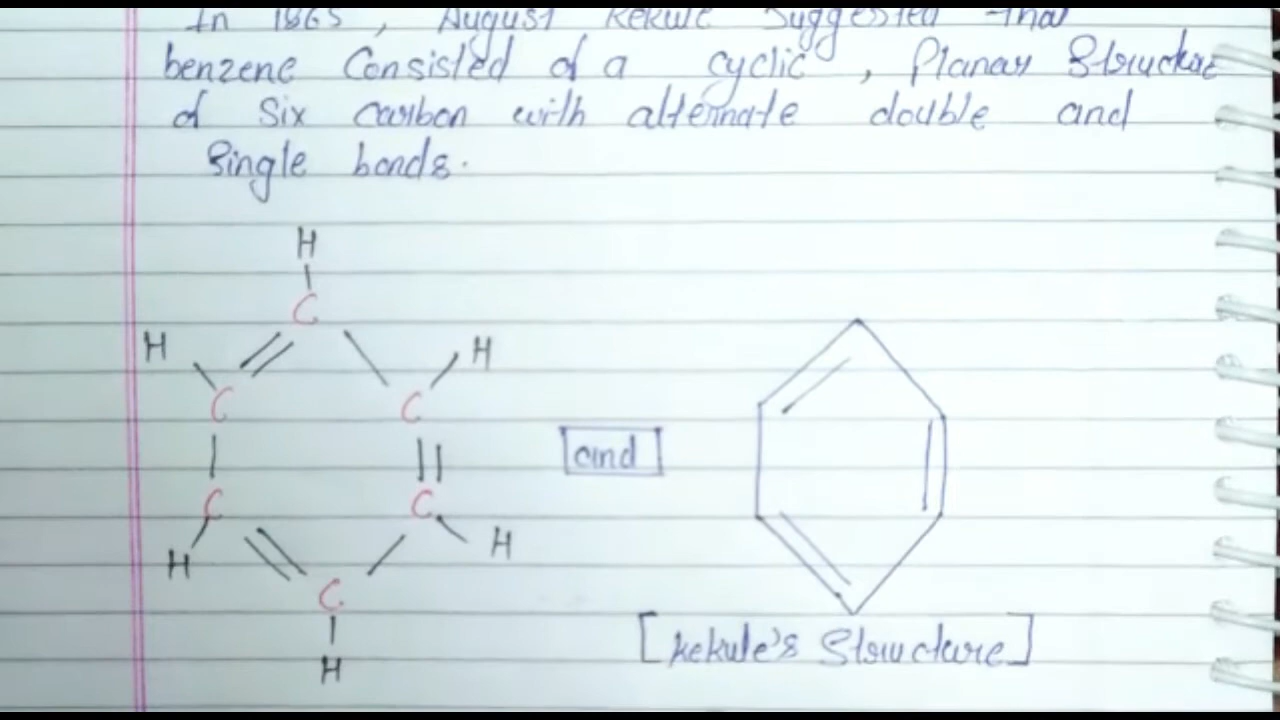 In 1865, August Kekule Suggested that
benzene Consisted of a cyclic, Planar Structure
of Six carbon with alternate double and
Single bonds.
H
C
H H
C C
and
C C
H H
C
H
[Kekule's Structure]